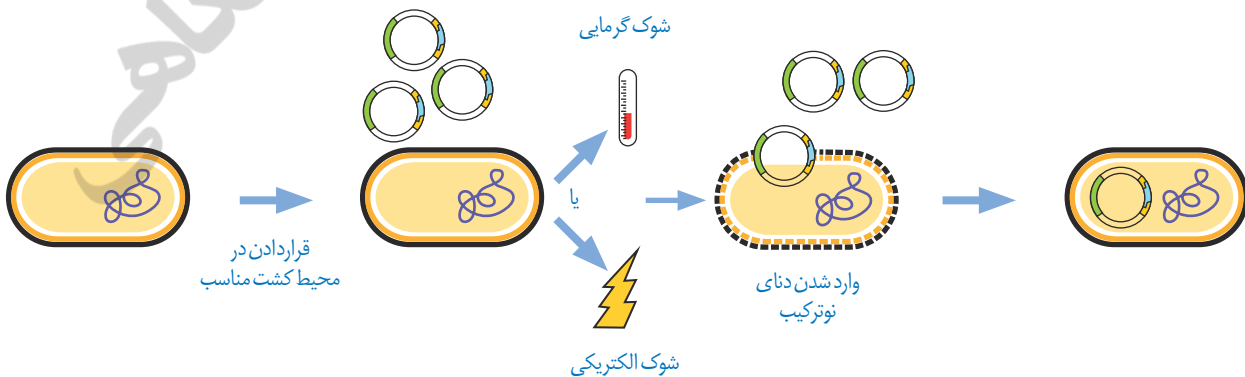 شوک گرمایی
قراردادن در
محیط کشت مناسب
یا
وارد شدن دنای
نوترکیب
شوک الکتریکی